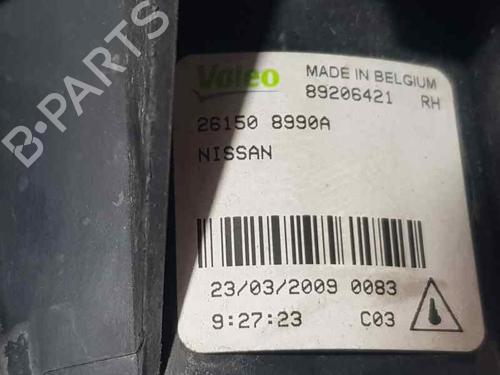 Valeo
MADE IN BELGIUM
89206421 RH
26150 8990A
NISSAN
23/03/2009 0083
9:27:23 C03
B-PARTS